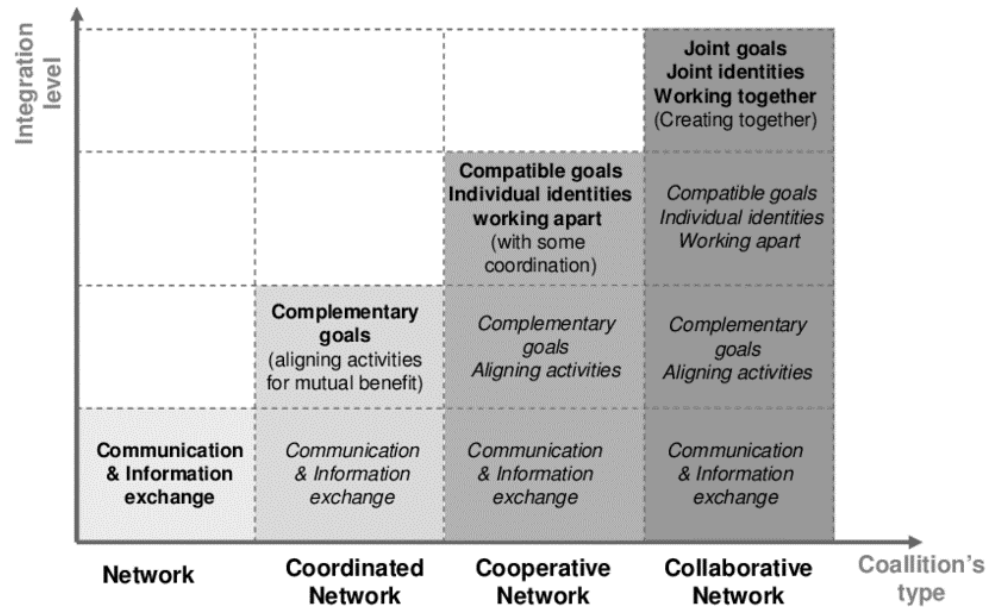 Integration
level
Joint goals
Joint identities
Working together
(Creating together)
Compatible goals
Individual identities
working apart
(with some
coordination)
Compatible goals
Individual identities
Working apart
Complementary
goals
(aligning activities
for mutual benefit)
Complementary
goals
Aligning activities
Complementary
goals
Aligning activities
Communication
& Information
exchange
Communication
& Information
exchange
Communication
& Information
exchange
Communication
& Information
exchange
Network
Coordinated
Network
Cooperative
Network
Collaborative
Network
Coallition's
type